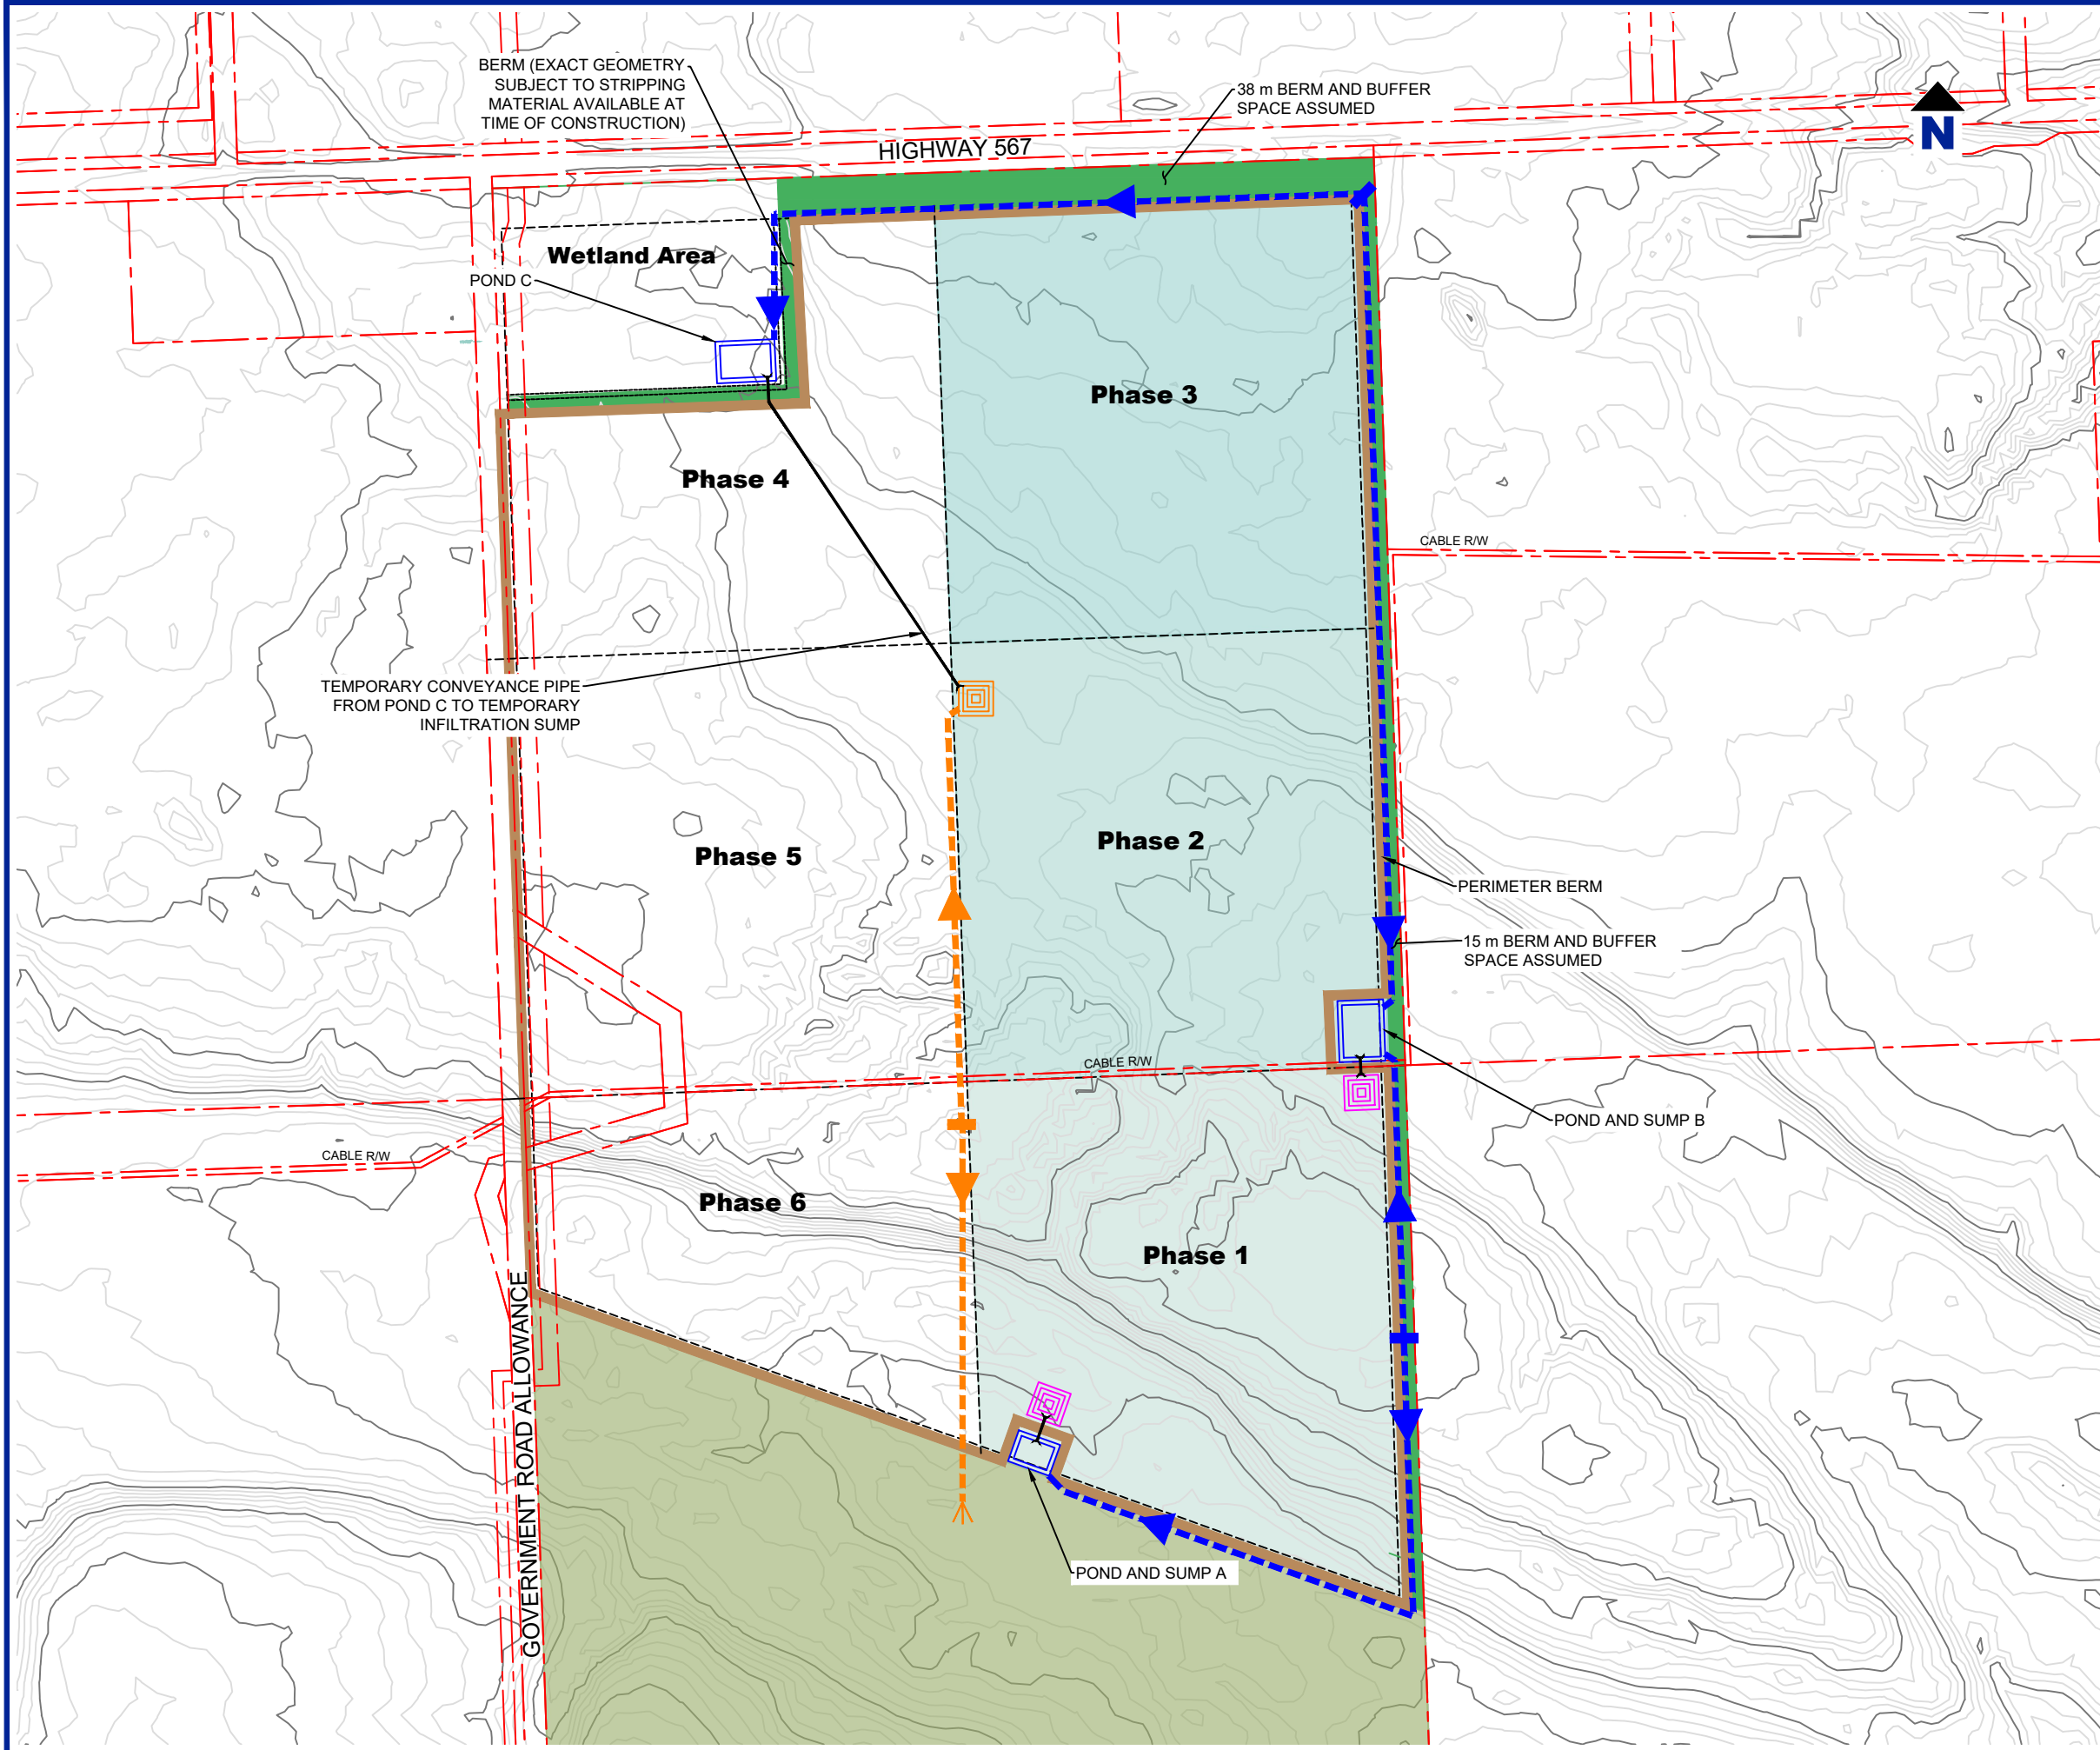 BERM (EXACT GEOMETRY
SUBJECT TO STRIPPING
MATERIAL AVAILABLE AT
TIME OF CONSTRUCTION)
38 m BERM AND BUFFER
SPACE ASSUMED
HIGHWAY 567
N
Wetland Area
POND C
Phase 3
Phase 4
CABLE R/W
TEMPORARY CONVEYANCE PIPE
FROM POND C TO TEMPORARY
INFILTRATION SUMP
Phase 2
Phase 5
PERIMETER BERM
15 m BERM AND BUFFER
SPACE ASSUMED
CABLE R/W
POND AND SUMP B
CABLE R/W
Phase 6
Phase 1
GOVERNMENT ROAD ALLOWANCE
POND AND SUMP A